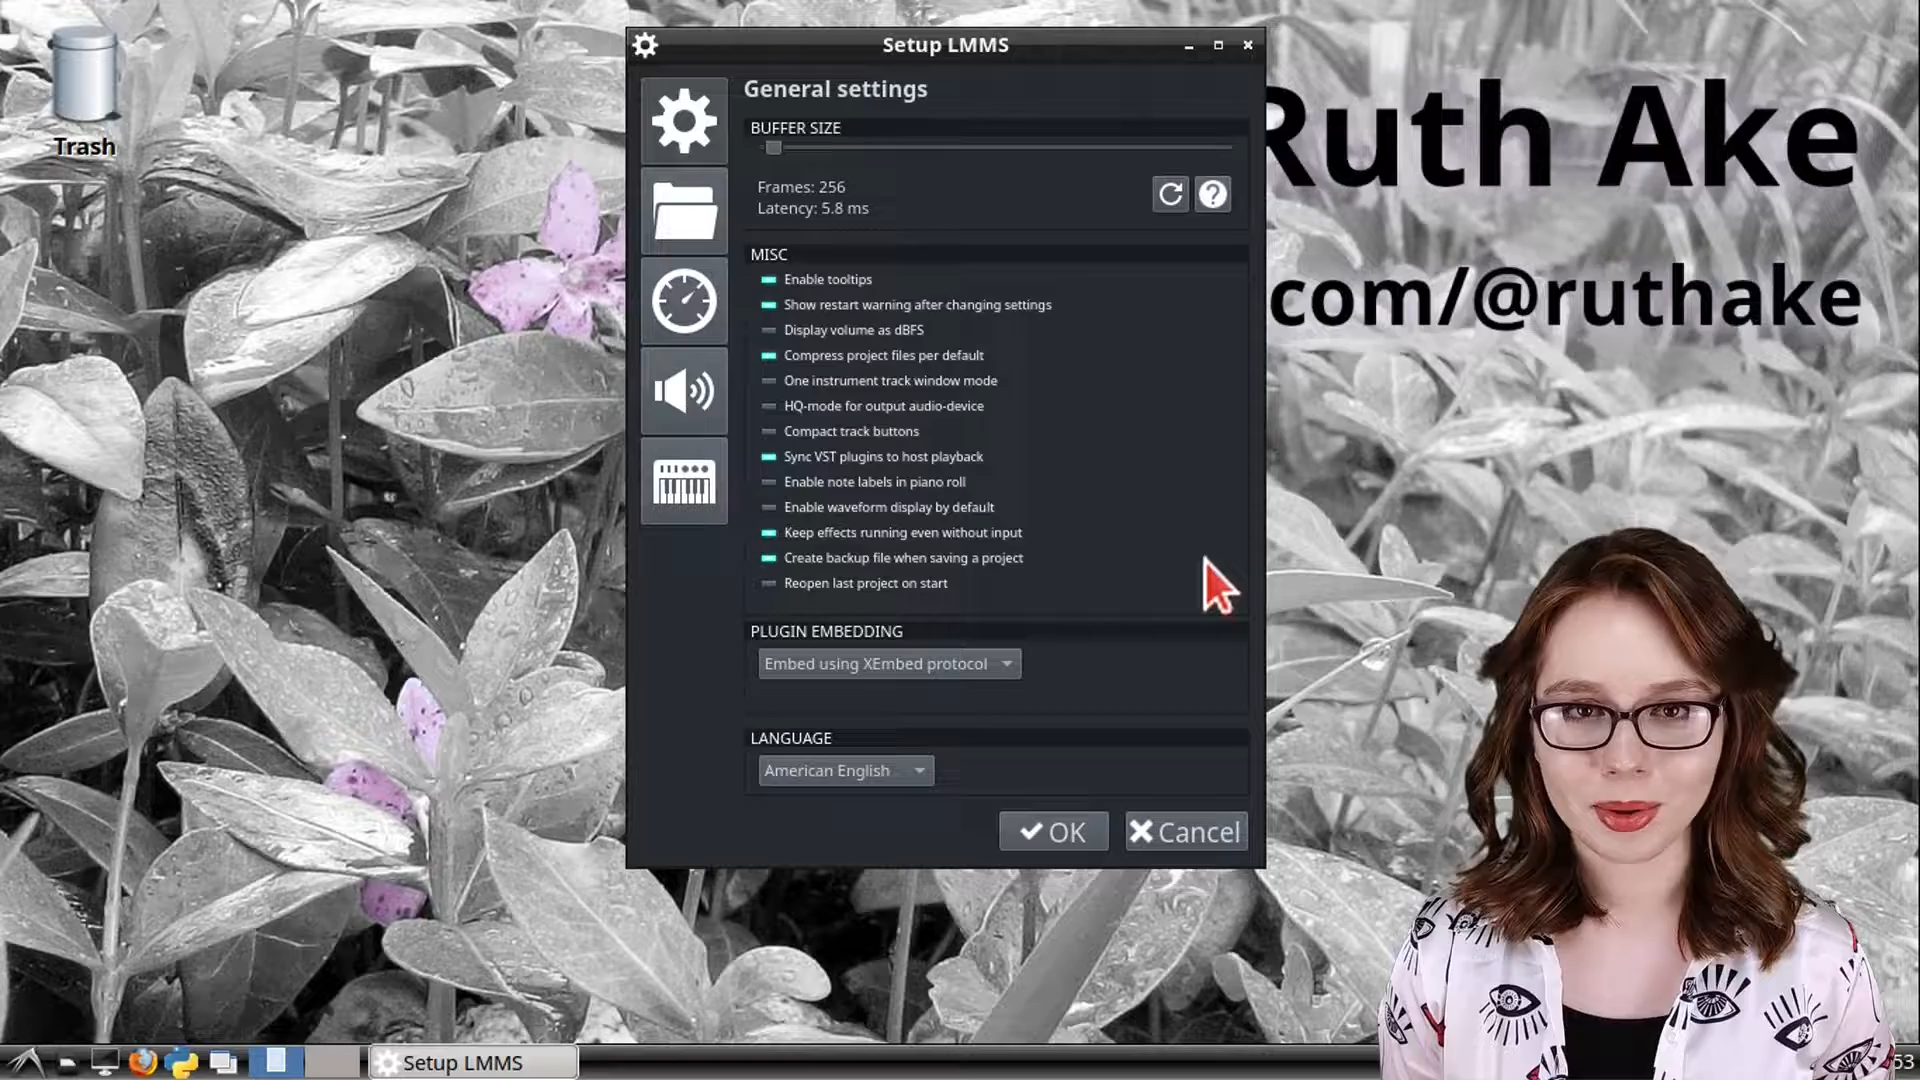 Setup LMMS
General settings
BUFFER SIZE
Frames: 256
Latency: 5.8 ms
MISC
Enable tooltips
Show restart warning after changing settings
Display volume as dBFS
Compress project files per default
One instrument track window mode
HQ-mode for output audio-device
Compact track buttons
Sync VST plugins to host playback
Enable note labels in piano roll
Enable waveform display by default
Keep effects running even without input
Create backup file when saving a project
Reopen last project on start
PLUGIN EMBEDDING
Embed using XEmbed protocol
LANGUAGE
American English
OK
Cancel
Trash
Ruth Ake
com/@ruthake
Setup LMMS
53